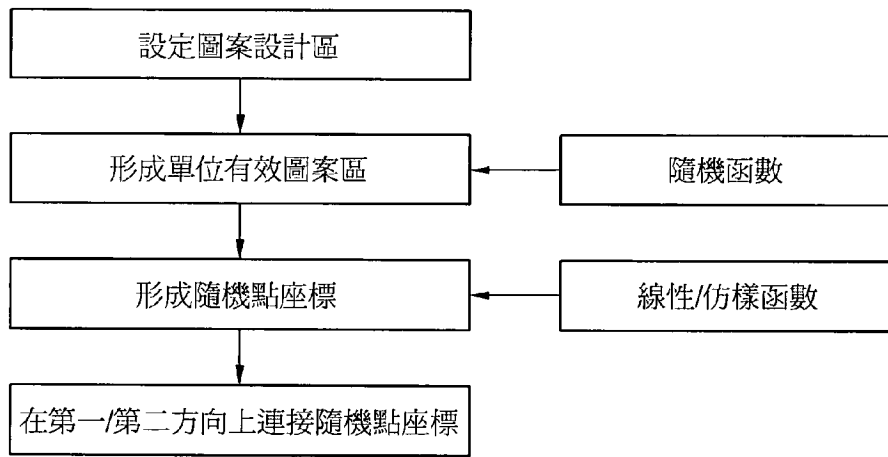 設定圖案設計區
形成單位有效圖案區
隨機函數
形成隨機點座標
線性/仿樣函數
在第一/第二方向上連接隨機點座標